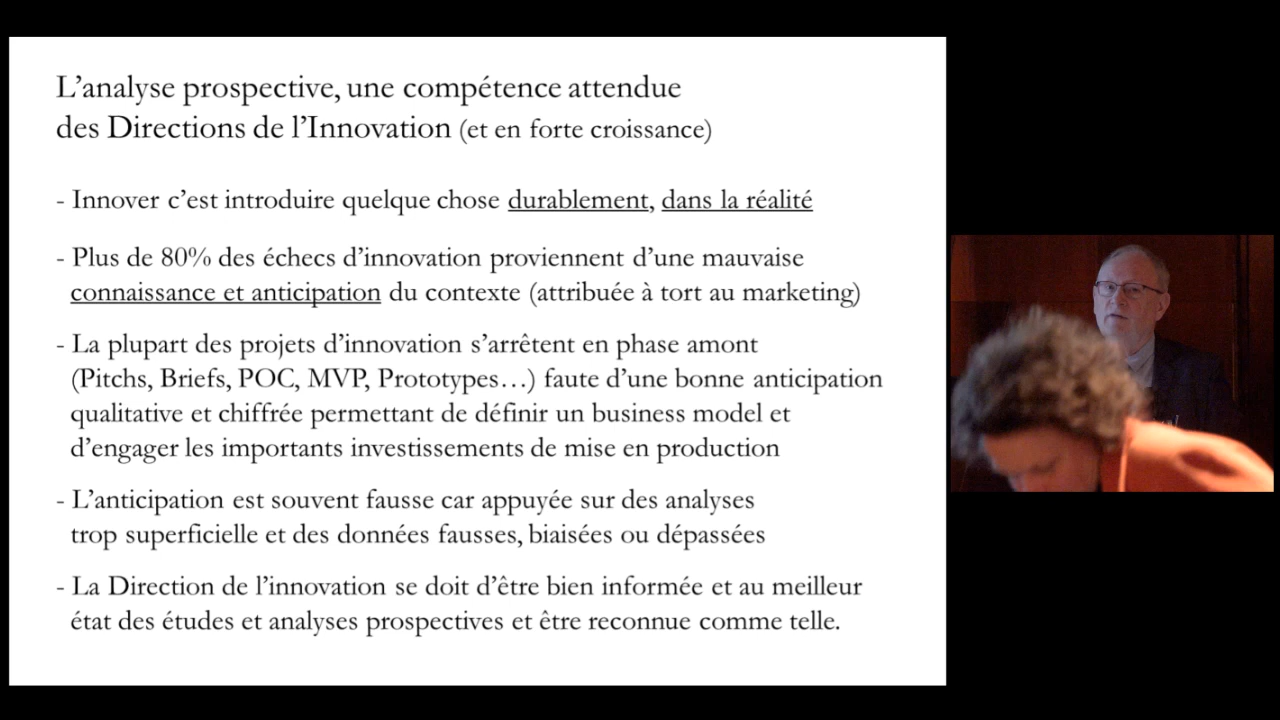 L’analyse prospective, une compétence attendue
des Directions de l’Innovation (et en forte croissance)
- Innover c’est introduire quelque chose durablement, dans la réalité
- Plus de 80% des échecs d’innovation proviennent d’une mauvaise
connaissance et anticipation du contexte (attribuée à tort au marketing)
- La plupart des projets d’innovation s’arrêtent en phase amont
(Pitchs, Briefs, POC, MVP, Prototypes…) faute d’une bonne anticipation
qualitative et chiffrée permettant de définir un business model et
d’engager les importants investissements de mise en production
- L’anticipation est souvent fausse car appuyée sur des analyses
trop superficielle et des données fausses, biaisées ou dépassées
- La Direction de l’innovation se doit d’être bien informée et au meilleur
état des études et analyses prospectives et être reconnue comme telle.